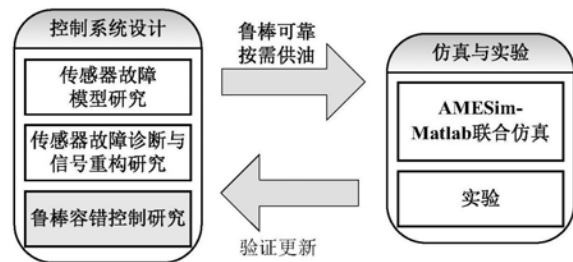 控制系统设计
传感器故障
模型研究
传感器故障诊断与
信号重构研究
鲁棒容错控制研究
鲁棒可靠
按需供油
验证更新
仿真与实验
AMESim-
Matlab联合仿真
实验